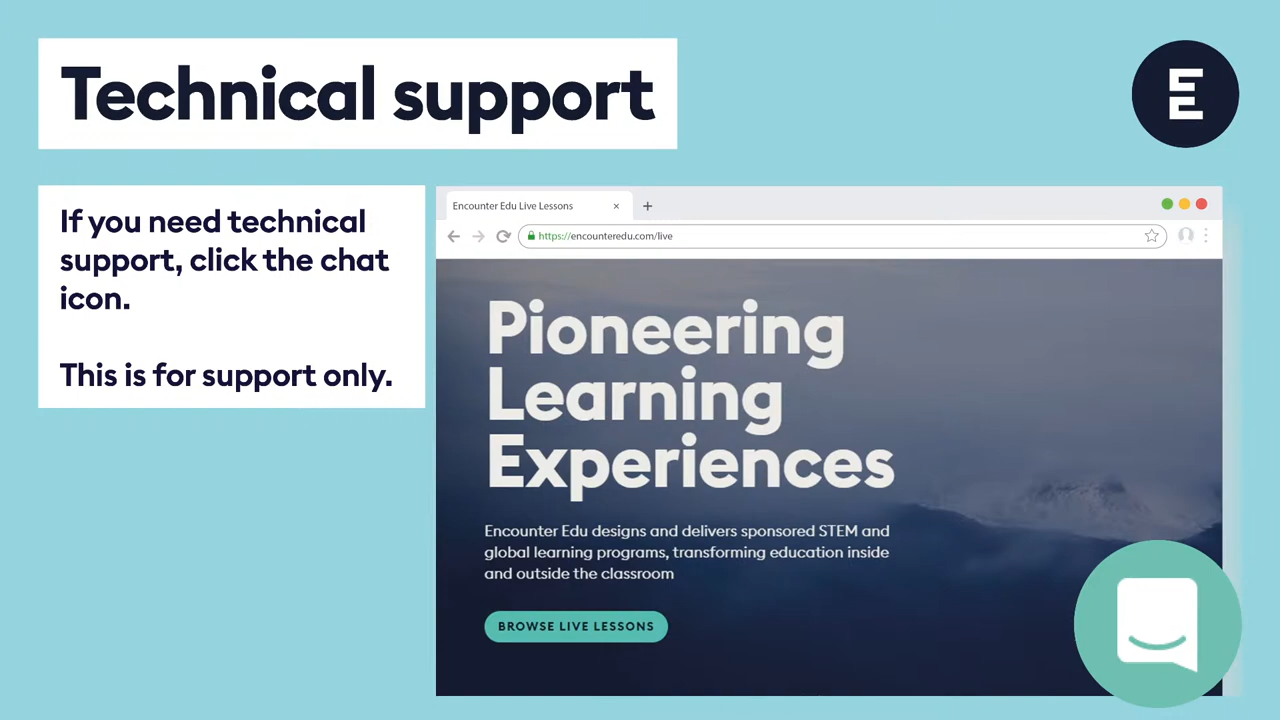 Technical support
If you need technical
support, click the chat
icon.
This is for support only.
Encounter Edu Live Lessons
https://encounteredu.com/live
Pioneering
Learning
Experiences
Encounter Edu designs and delivers sponsored STEM and
global learning programs, transforming education inside
and outside the classroom
BROWSE LIVE LESSONS